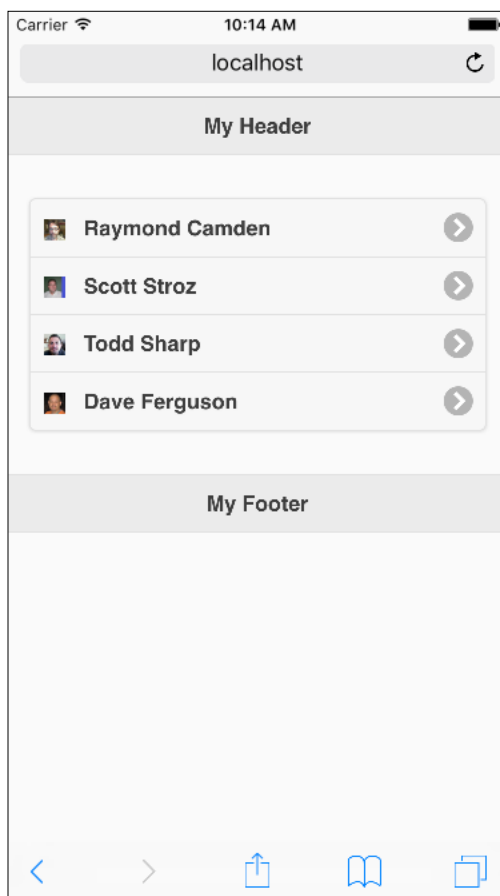 Carrier 10:14 AM
localhost
My Header
Raymond Camden
Scott Stroz
Todd Sharp
Dave Ferguson
My Footer